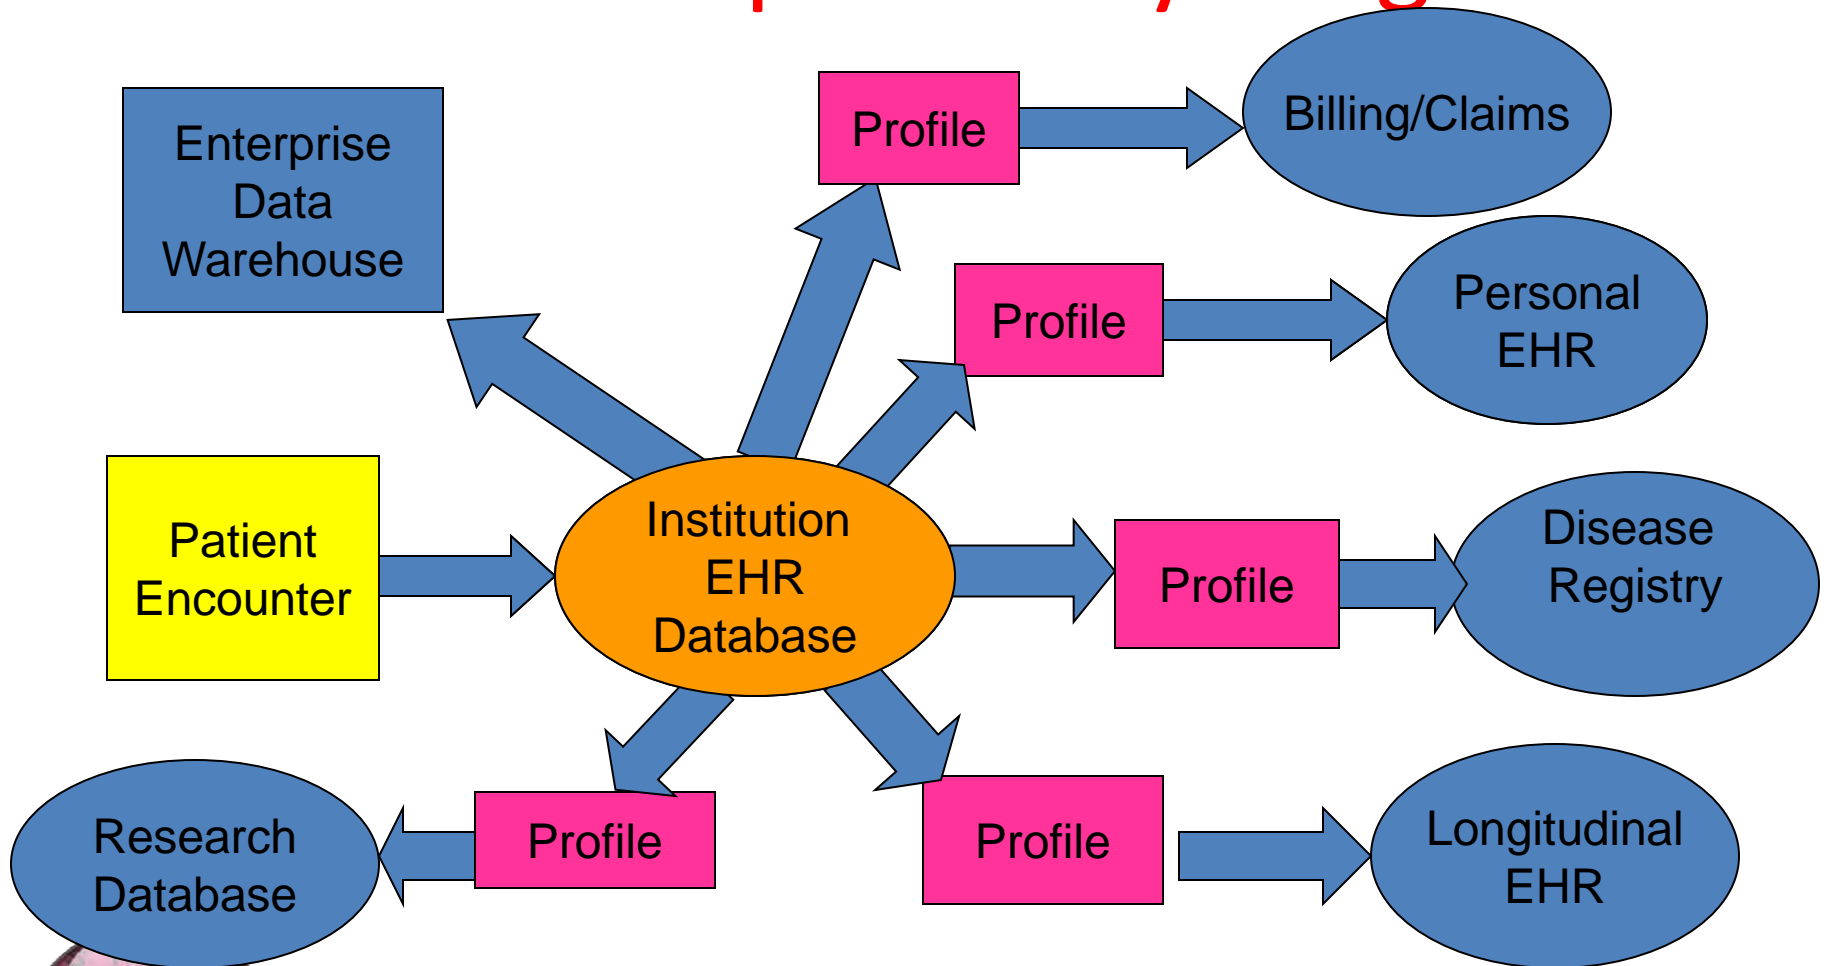 Profile
Billing/Claims
Enterprise
Data
Warehouse
Profile
Personal
EHR
Patient
Encounter
Institution
EHR
Database
Profile
Disease
Registry
Research
Database
Profile
Profile
Longitudinal
EHR